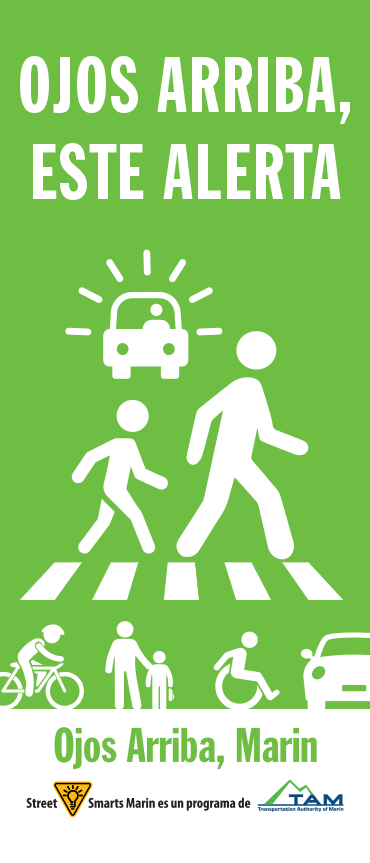 OJOS ARRIBA,
ESTE ALERTA
Ojos Arriba, Marin
Street Smarts Marin es un programa de TAM
Transportation Authority of Marin